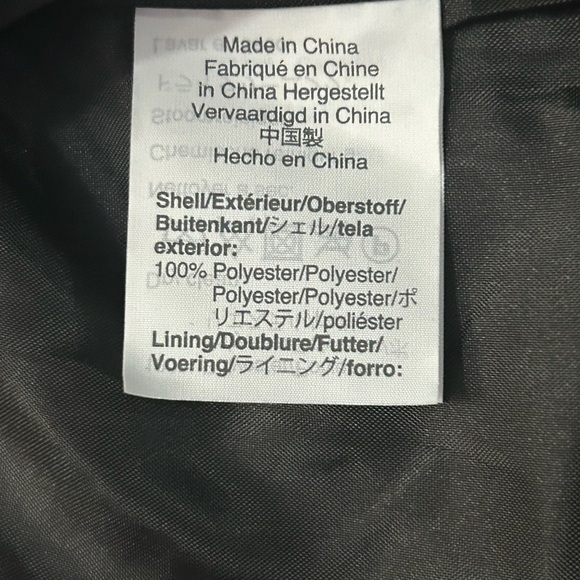 Made in China
Fabriqué en Chine
in China Hergestellt
Vervaardigd in China
中国製
Hecho en China
Shell/Extérieur/Oberstoff/
Buitenkant/シェル/tela
exterior:
100% Polyester/Polyester/
Polyester/Polyester/ポ
リエステル/poliéster
Lining/Doublure/Futter/
Voering/ライニング/forro: